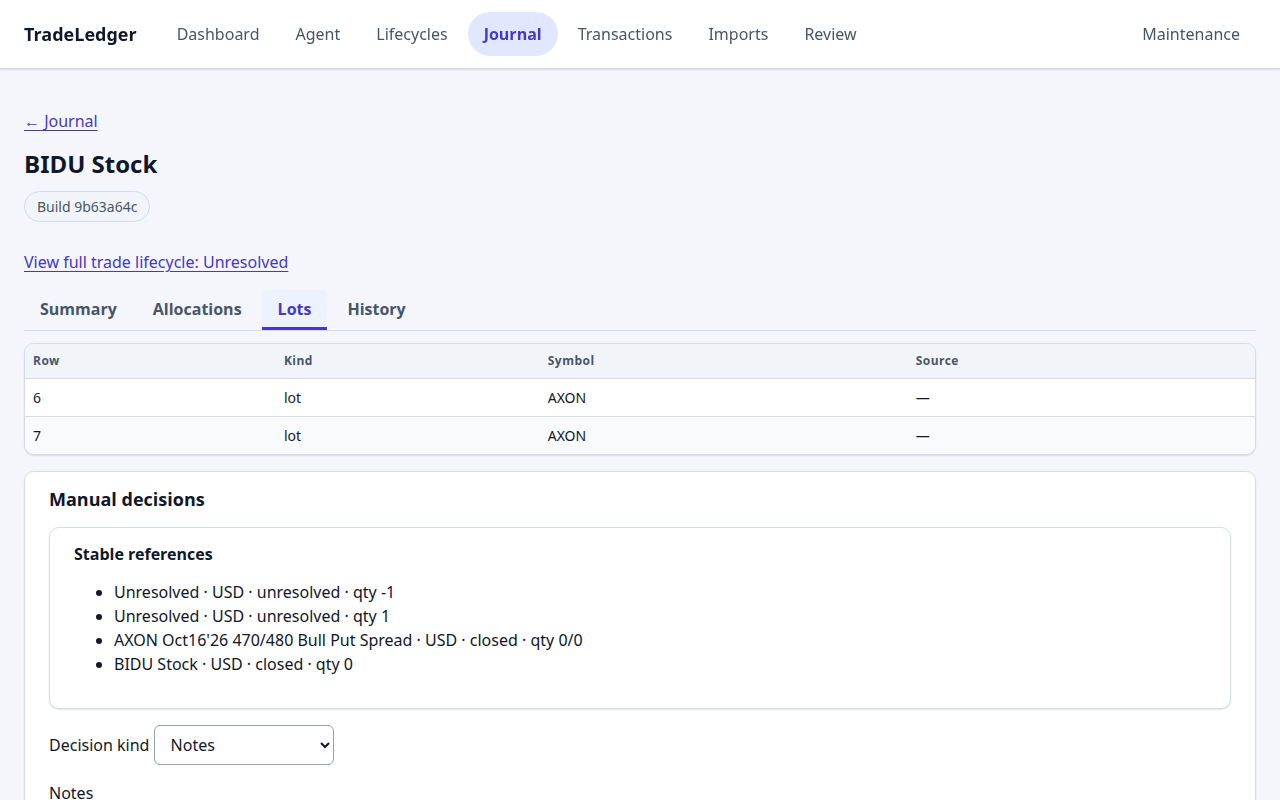 TradeLedger Dashboard Agent Lifecycles Journal Transactions Imports Review Maintenance
← Journal
BIDU Stock
Build 9b63a64c
View full trade lifecycle: Unresolved
Summary Allocations Lots History
Row Kind Symbol Source
6 lot AXON —
7 lot AXON —
Manual decisions
Stable references
• Unresolved · USD · unresolved · qty -1
• Unresolved · USD · unresolved · qty 1
• AXON Oct16'26 470/480 Bull Put Spread · USD · closed · qty 0/0
• BIDU Stock · USD · closed · qty 0
Decision kind Notes
Notes